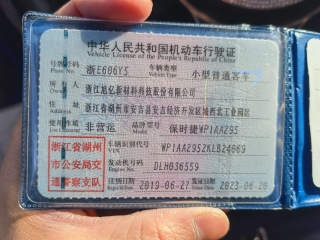 中华人民共和国机动车行驶证
Vehicle License of the People's Republic of China
号牌号码 浙E606Y5 车辆类型 小型普通客车
Plate No. Vehicle Type
所有人 浙江旭亿新材料科技股份有限公司
Owner
住址 浙江省湖州市安吉县安吉经济开发区城西北工业园区
Address
使用性质 非营运 品牌型号 保时捷WP1AA295
Model
浙江省湖州市公安局交通警察支队
车辆识别代号 WP1AA2952KLB24069
VIN
发动机号码 DLH036559
Engine No.
注册日期 2019-06-27 发证日期 2023-06-20
Register Date Issue Date